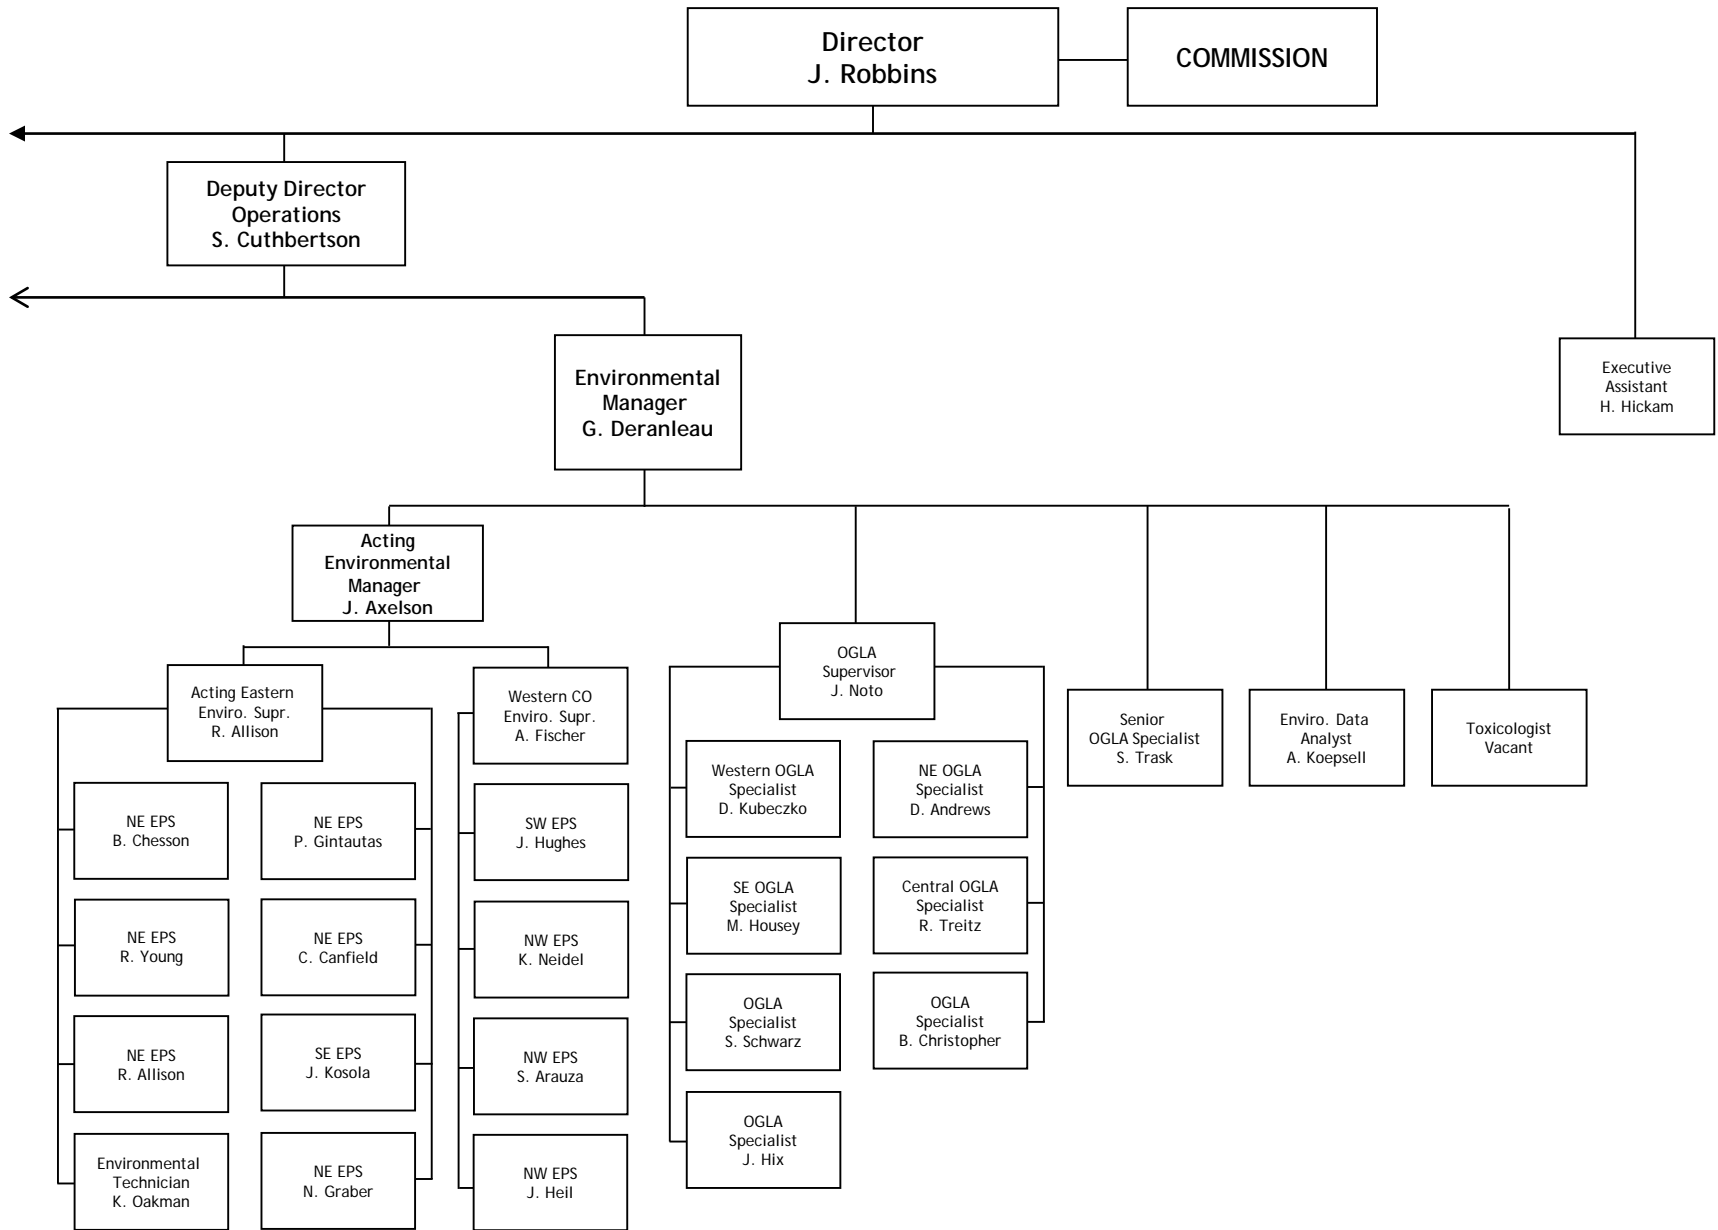 Director
J. Robbins
COMMISSION
Deputy Director
Operations
S. Cuthbertson
Environmental
Manager
G. Deranleau
Executive
Assistant
H. Hickam
Acting
Environmental
Manager
J. Axelson
Acting Eastern
Enviro. Supr.
R. Allison
Western CO
Enviro. Supr.
A. Fischer
OGLA
Supervisor
J. Noto
Senior
OGLA Specialist
S. Trask
Enviro. Data
Analyst
A. Koepsell
Toxicologist
Vacant
NE EPS
B. Chesson
NE EPS
P. Gintautas
SW EPS
J. Hughes
Western OGLA
Specialist
D. Kubeczko
NE OGLA
Specialist
D. Andrews
NE EPS
R. Young
NE EPS
C. Canfield
NW EPS
K. Neidel
SE OGLA
Specialist
M. Housey
Central OGLA
Specialist
R. Treitz
NE EPS
R. Allison
SE EPS
J. Kosola
NW EPS
S. Arauza
OGLA
Specialist
S. Schwarz
OGLA
Specialist
B. Christopher
Environmental
Technician
K. Oakman
NE EPS
N. Graber
NW EPS
J. Heil
OGLA
Specialist
J. Hix